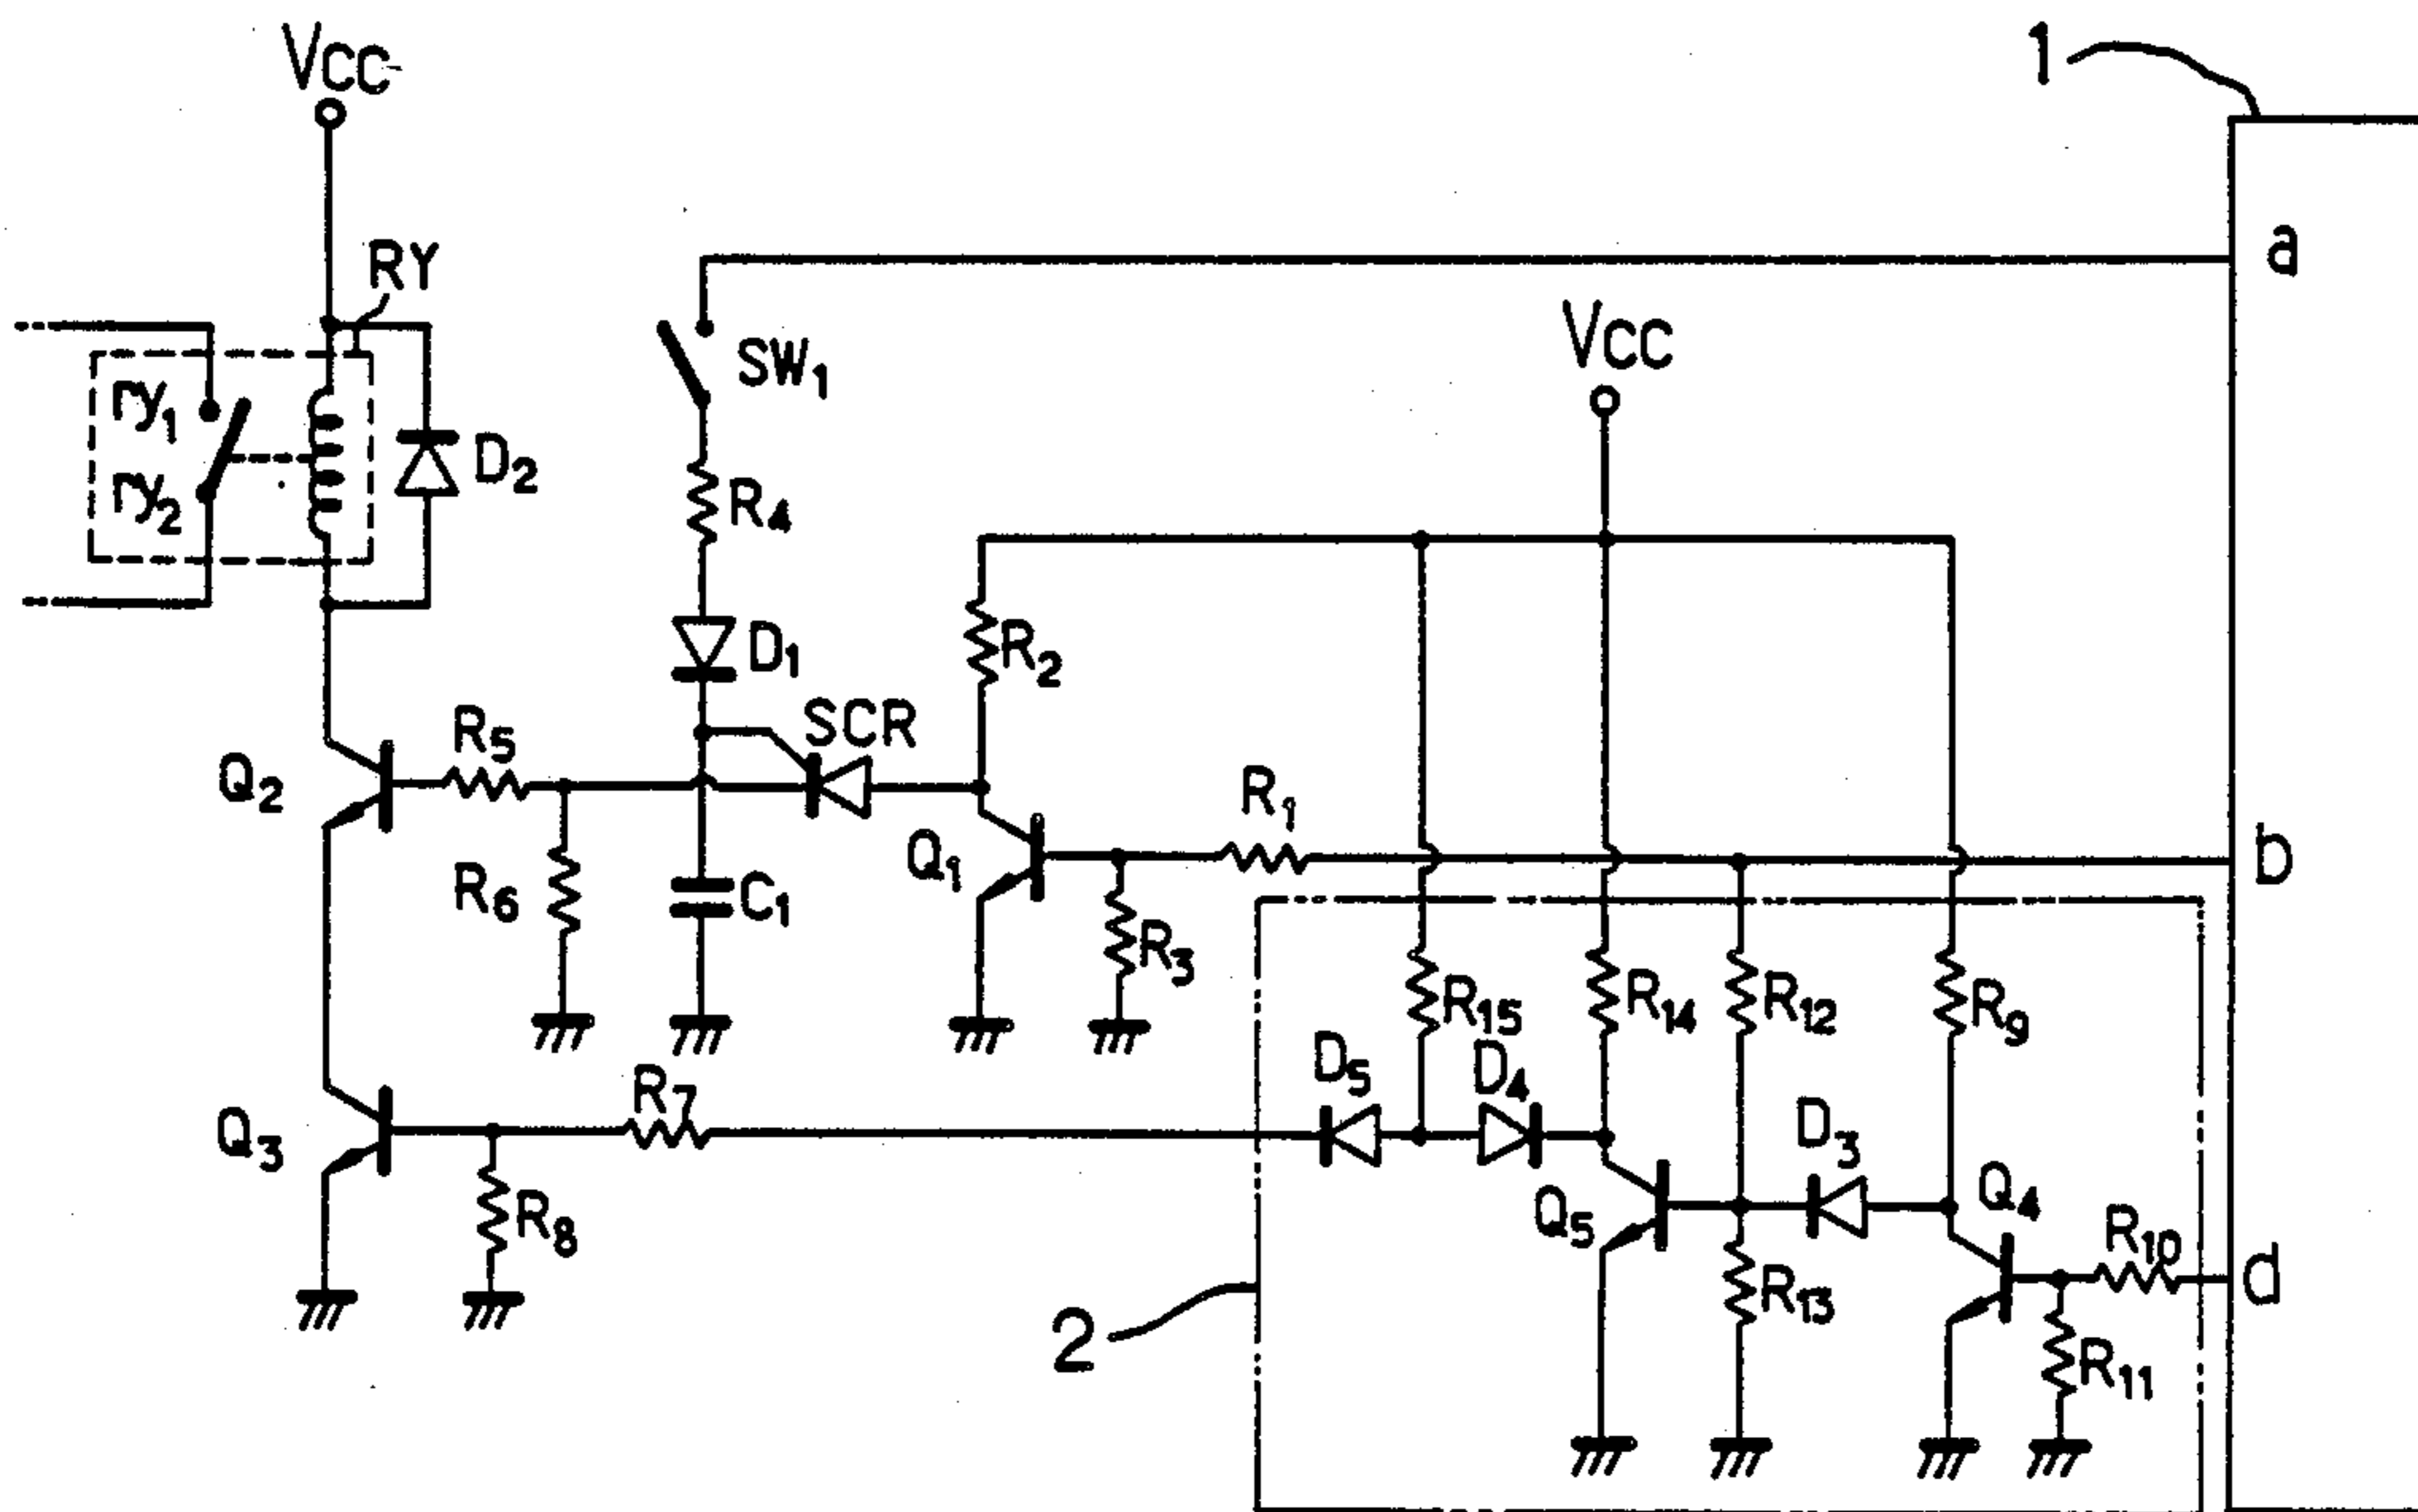 VCC
1
a
RY
VCC
SW1
ry1
D2
ry2
R4
R2
D1
SCR
R5
Q2
R1
Q1
b
R6
C1
R3
R15
R14
R12
R9
D5
D4
R7
D3
Q3
Q4
Q5
R8
R10
d
R13
2
R11